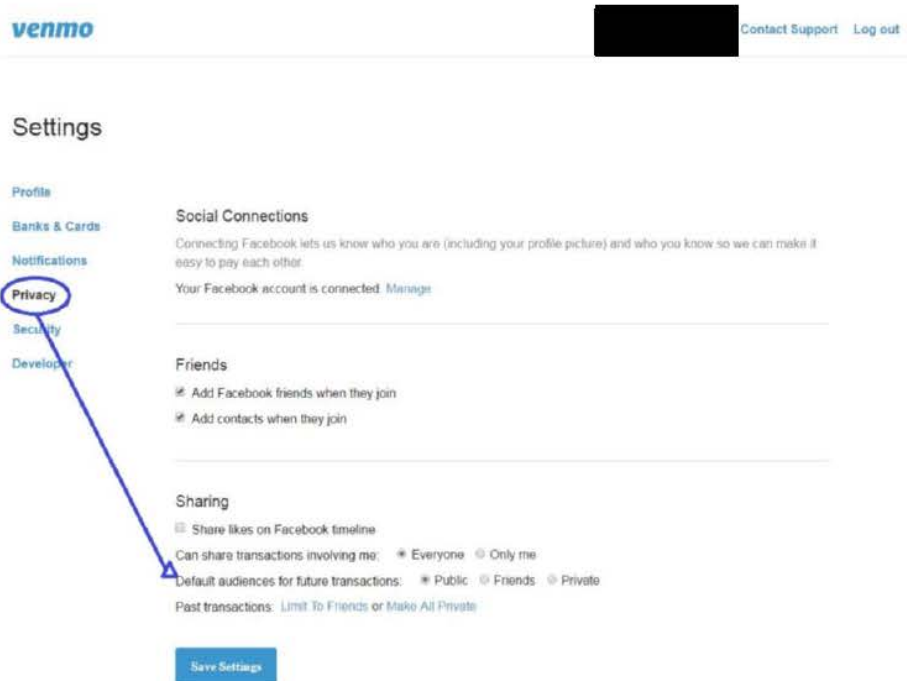 venmo
Contact Support Log out
Settings
Profile
Banks & Cards
Notifications
Privacy
Security
Developer
Social Connections
Connecting Facebook lets us know who you are (including your profile picture) and who you know so we can make it
easy to pay each other
Your Facebook account is connected Manage
Friends
Add Facebook friends when they join
Add contacts when they join
Sharing
Share likes on Facebook timeline
Can share transactions involving me: Everyone Only me
Default audiences for future transactions: Public Friends Private
Past transactions: Limit To Friends or Make All Private
Save Settings